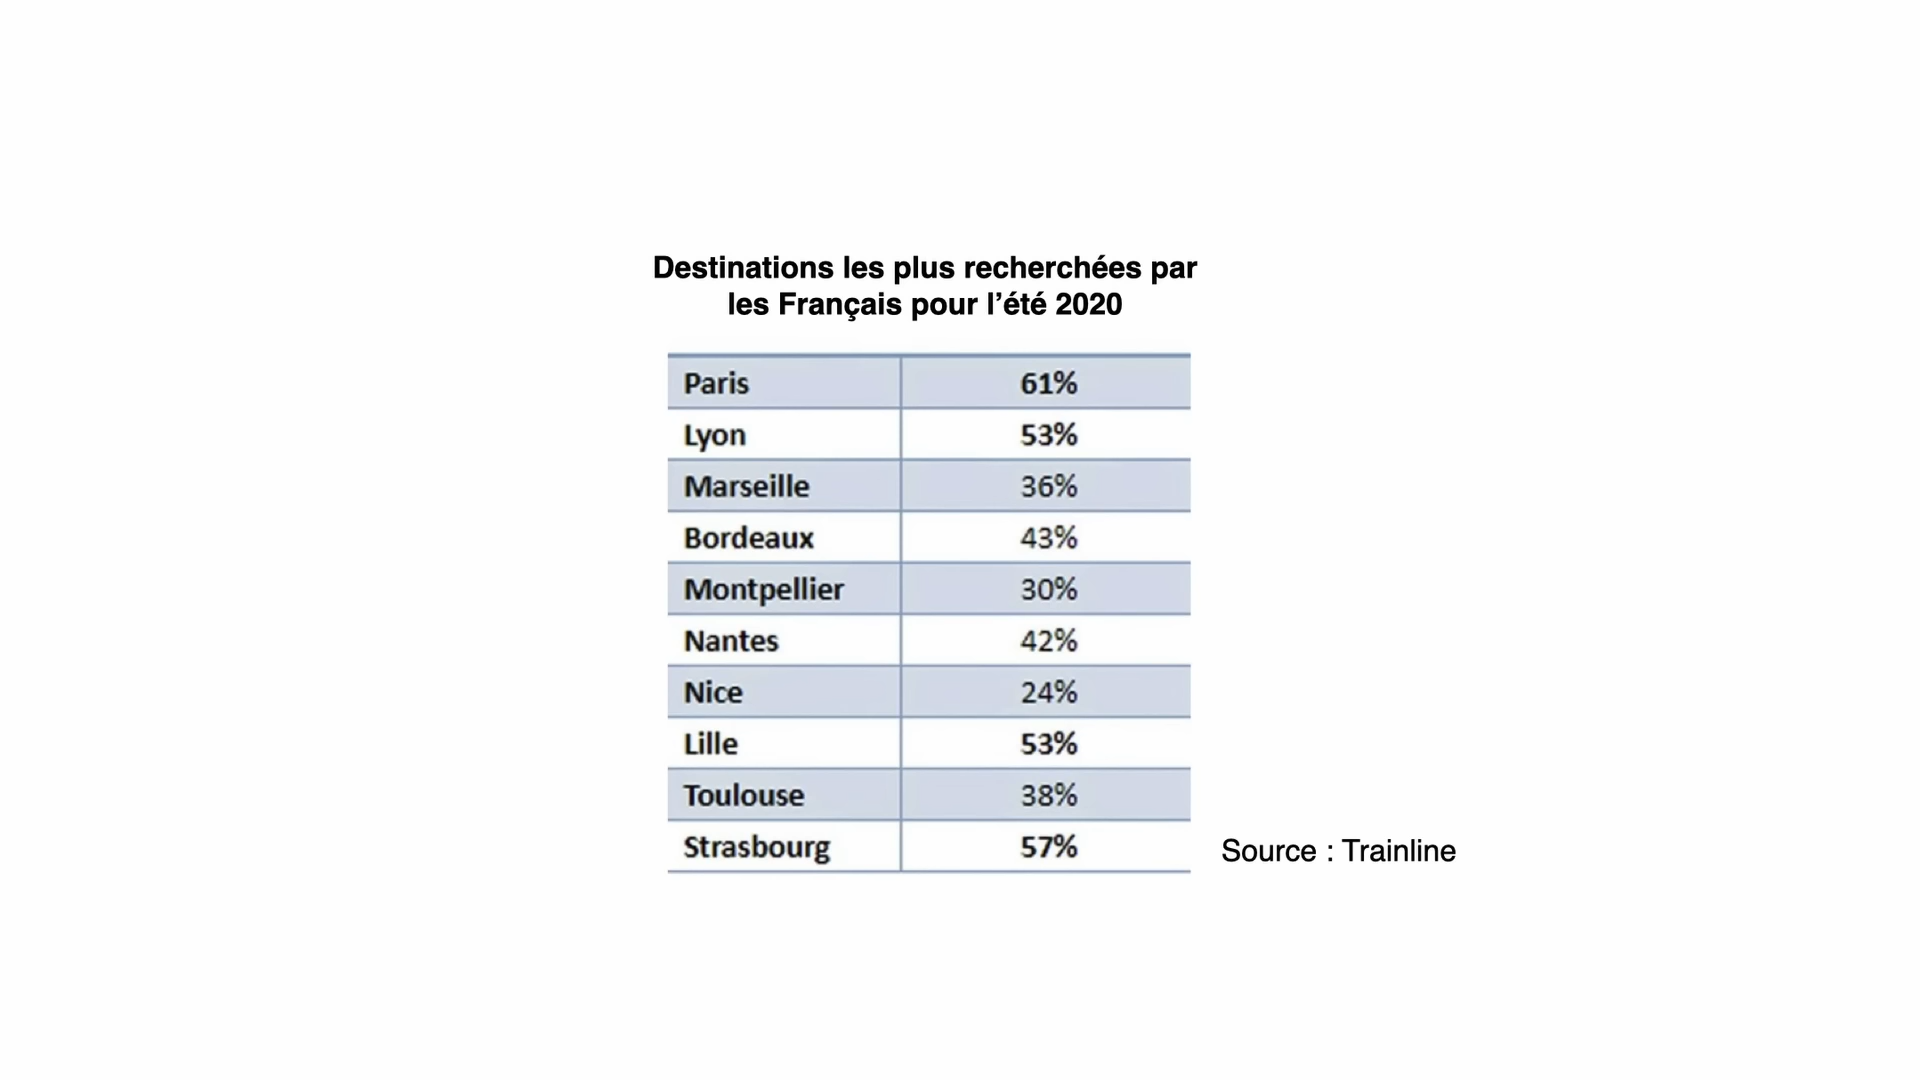 Destinations les plus recherchées par
les Français pour l’été 2020
Paris 61%
Lyon 53%
Marseille 36%
Bordeaux 43%
Montpellier 30%
Nantes 42%
Nice 24%
Lille 53%
Toulouse 38%
Strasbourg 57%
Source : Trainline